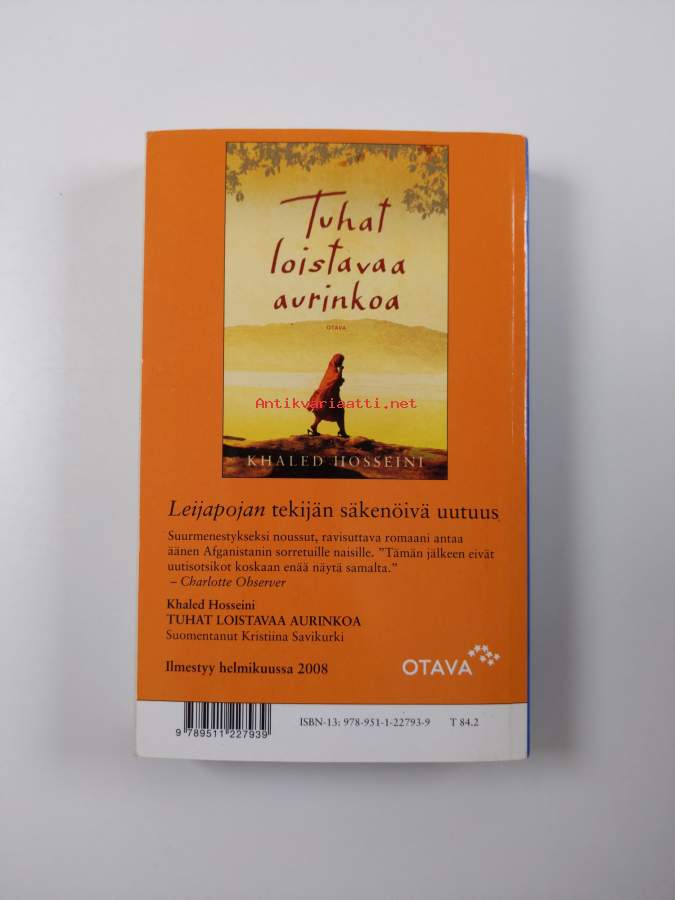 Tuhat
loistavaa
aurinkoa
OTAVA
Antikvariaatti.net
KHALED HOSSEINI
Leijapojan tekijän säkenöivä uutuus
Suurmenestykseksi noussut, ravisuttava romaani antaa
äänen Afganistanin sorretuille naisille. ”Tämän jälkeen eivät
uutisotsikot koskaan enää näytä samalta.”
– Charlotte Observer
Khaled Hosseini
TUHAT LOISTAVAA AURINKOA
Suomentanut Kristiina Savikurki
Ilmestyy helmikuussa 2008
OTAVA
ISBN-13: 978-951-1-22793-9 T 84.2
9 789511 227939